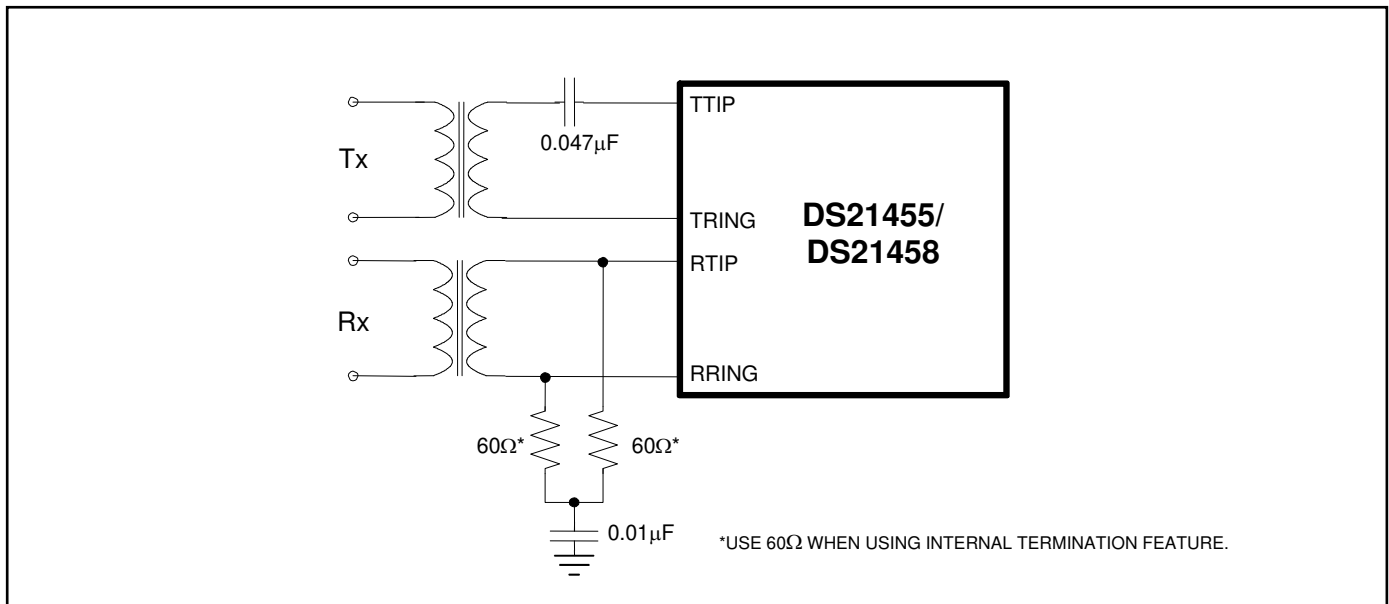 TTIP
0.047μF
Tx
TRING
DS21455/
DS21458
RTIP
Rx
RRING
60Ω*
60Ω*
0.01μF
*USE 60Ω WHEN USING INTERNAL TERMINATION FEATURE.